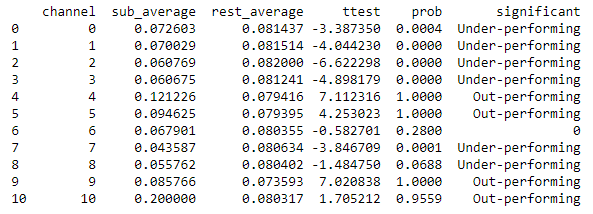 channel sub_average rest_average ttest prob significant
0 0 0.072603 0.081437 -3.387350 0.0004 Under-performing
1 1 0.070029 0.081514 -4.044230 0.0000 Under-performing
2 2 0.060769 0.082000 -6.622298 0.0000 Under-performing
3 3 0.060675 0.081241 -4.898179 0.0000 Under-performing
4 4 0.121226 0.079416 7.112316 1.0000 Out-performing
5 5 0.094625 0.079395 4.253023 1.0000 Out-performing
6 6 0.067901 0.080355 -0.582701 0.2800 0
7 7 0.043587 0.080634 -3.846709 0.0001 Under-performing
8 8 0.055762 0.080402 -1.484750 0.0688 Under-performing
9 9 0.085766 0.073593 7.020838 1.0000 Out-performing
10 10 0.200000 0.080317 1.705212 0.9559 Out-performing